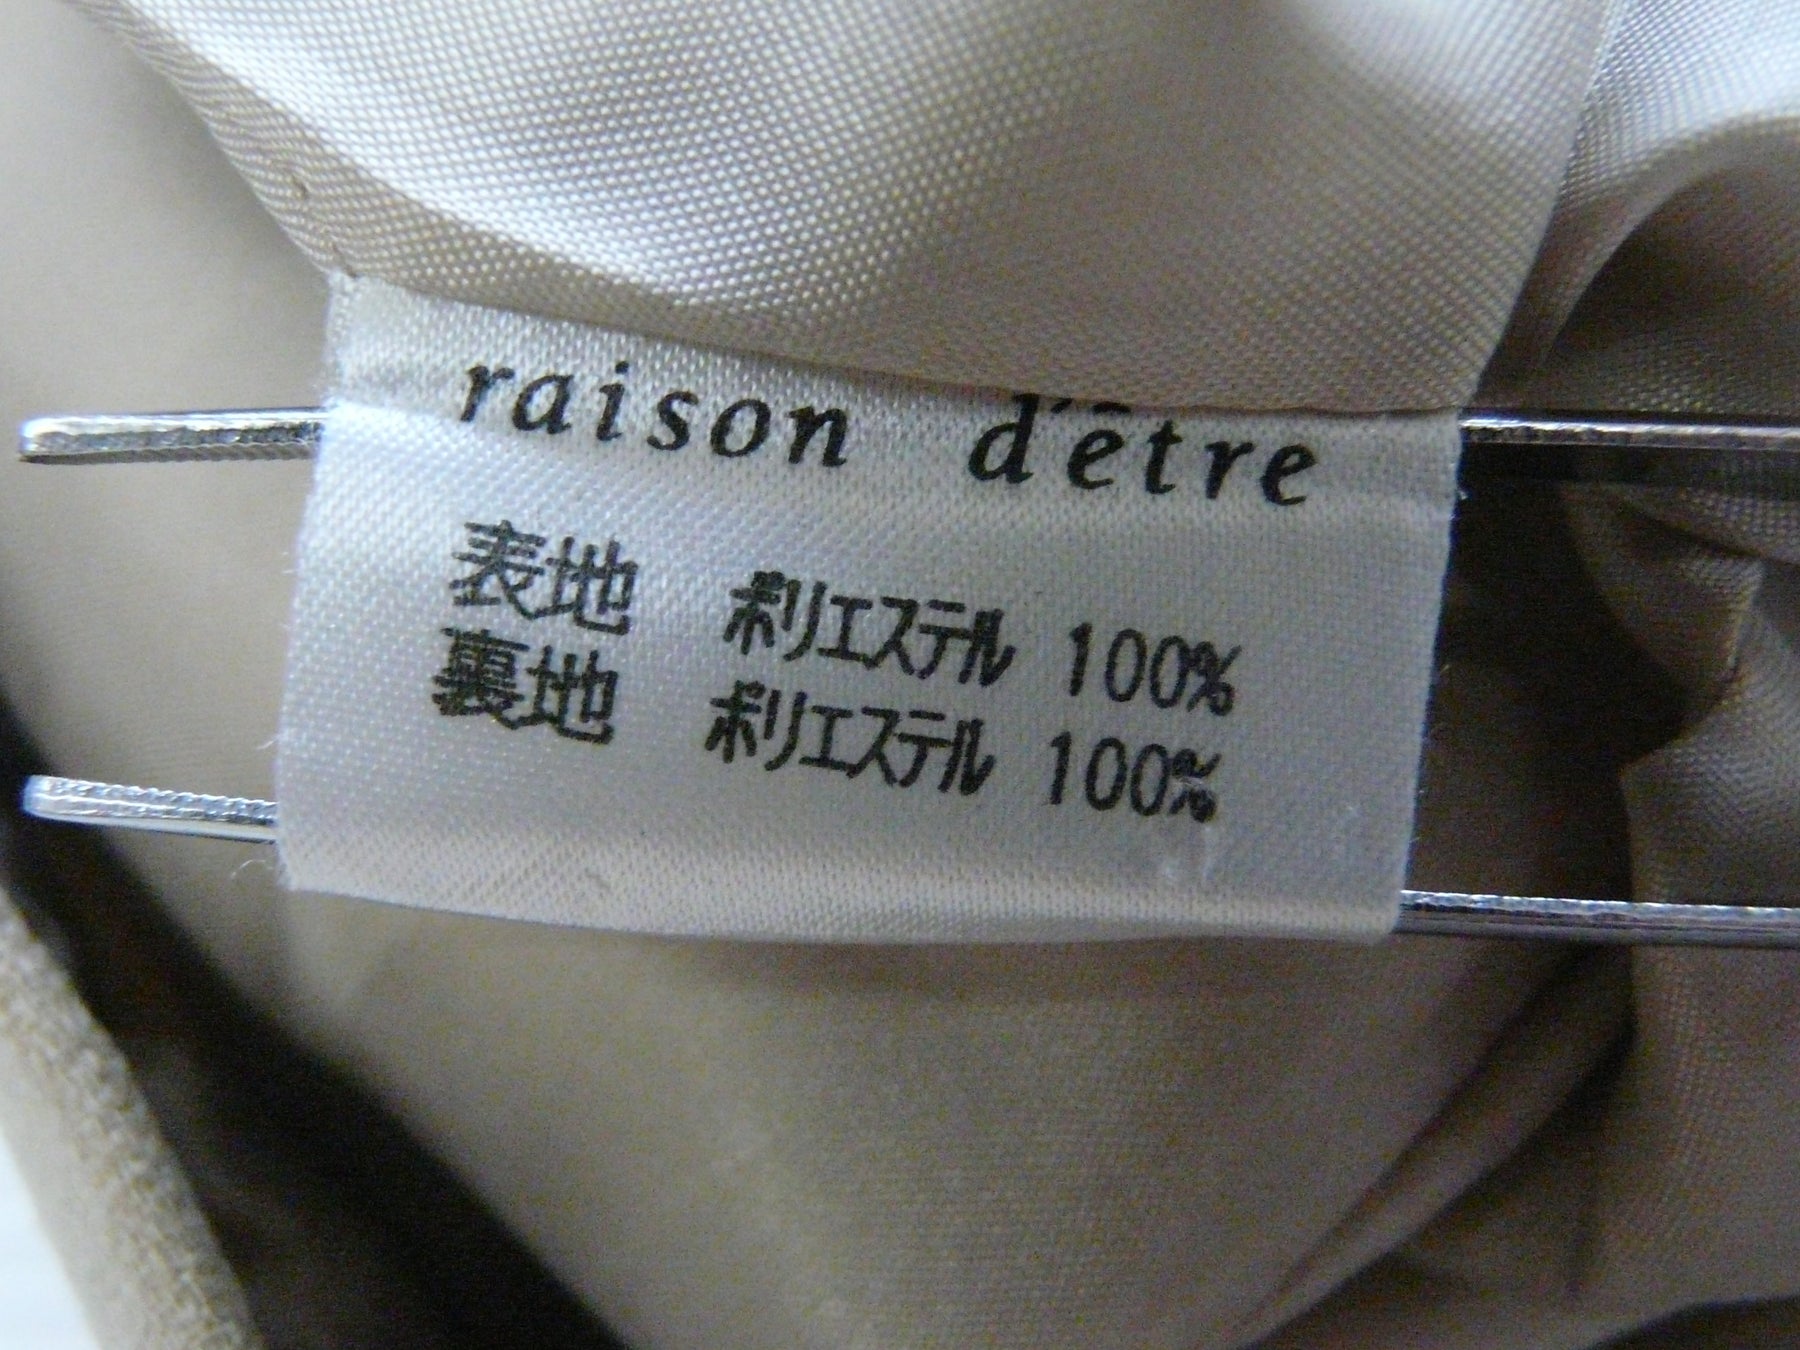 raison d'être
表地 ポリエステル 100%
裏地 ポリエステル 100%